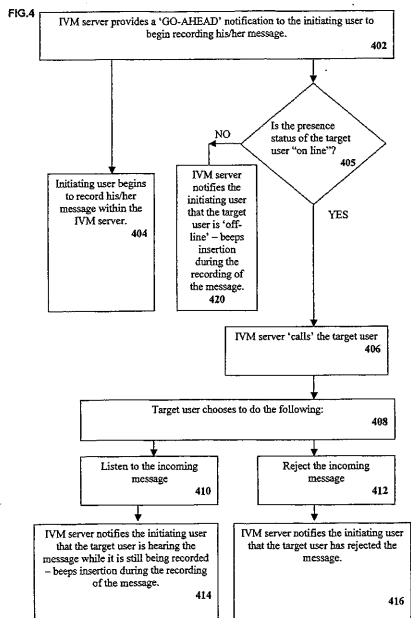 FIG.4
IVM server provides a ‘GO-AHEAD’ notification to the initiating user to
begin recording his/her message.
402
Is the presence
status of the target
user “on line”?
405
NO
YES
Initiating user begins
to record his/her
message within the
IVM server.
404
IVM server
notifies the
initiating user
that the target
user is ‘off-
line’ – beeps
insertion
during the
recording of
the message.
420
IVM server ‘calls’ the target user
406
Target user chooses to do the following:
408
Listen to the incoming
message
410
Reject the incoming
message
412
IVM server notifies the initiating user
that the target user is hearing the
message while it is still being recorded
– beeps insertion during the recording
of the message.
414
IVM server notifies the initiating user
that the target user has rejected the
message.
416